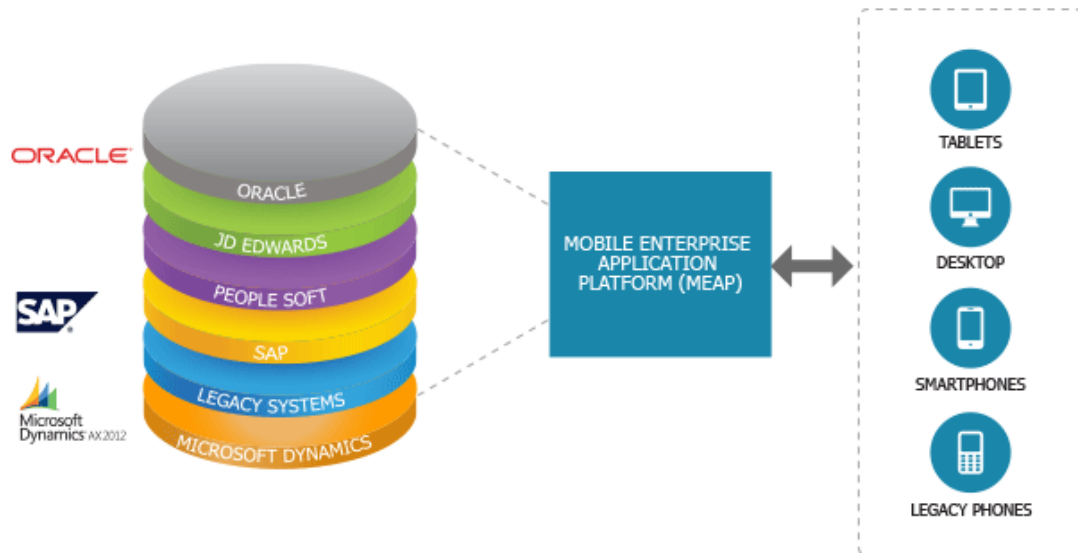 ORACLE
SAP
Microsoft
Dynamics AX 2012
ORACLE
JD EDWARDS
PEOPLE SOFT
SAP
LEGACY SYSTEMS
MICROSOFT DYNAMICS
MOBILE ENTERPRISE
APPLICATION
PLATFORM (MEAP)
TABLETS
DESKTOP
SMARTPHONES
LEGACY PHONES